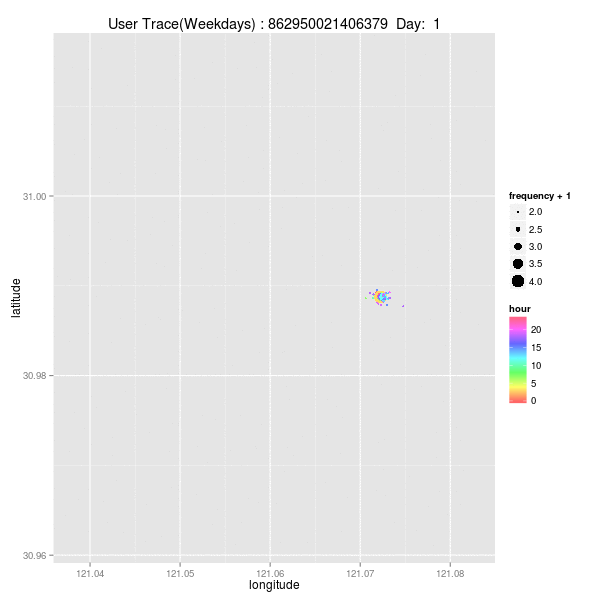 User Trace(Weekdays) : 862950021406379  Day:  1
31.00
30.98
30.96
latitude
121.04 121.05 121.06 121.07 121.08
longitude
frequency + 1
2.0
2.5
3.0
3.5
4.0
hour
20
15
10
5
0